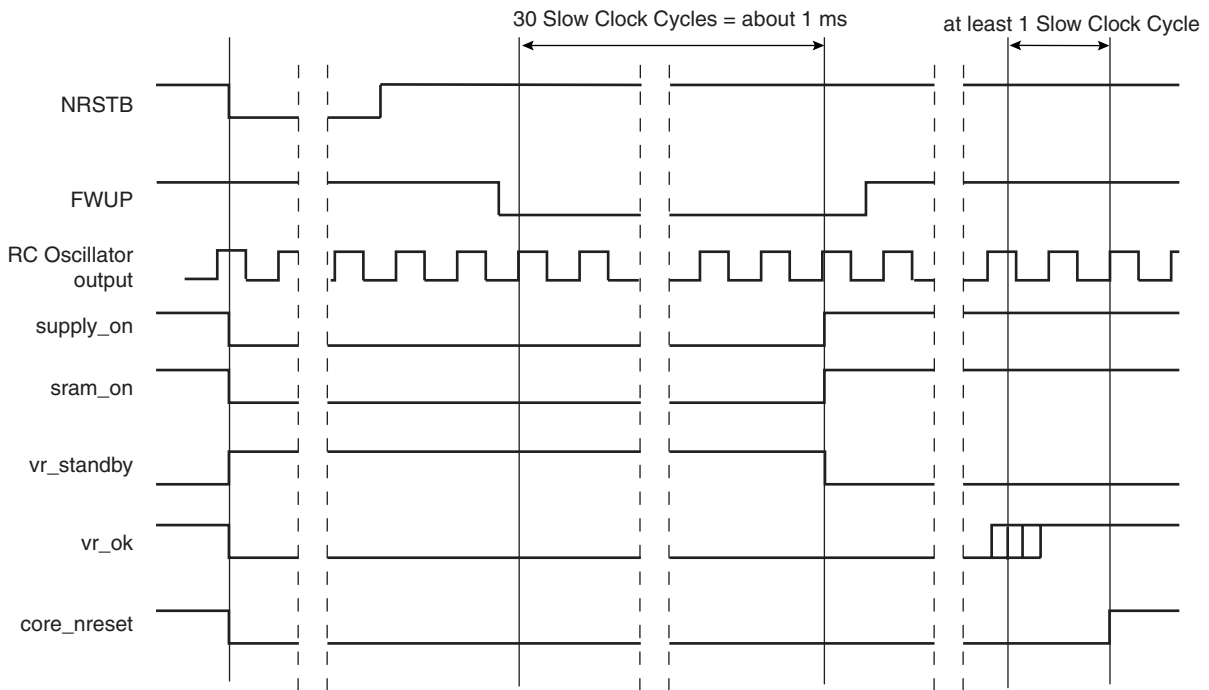 30 Slow Clock Cycles = about 1 ms
at least 1 Slow Clock Cycle
NRSTB
FWUP
RC Oscillator
output
supply_on
sram_on
vr_standby
vr_ok
core_nreset